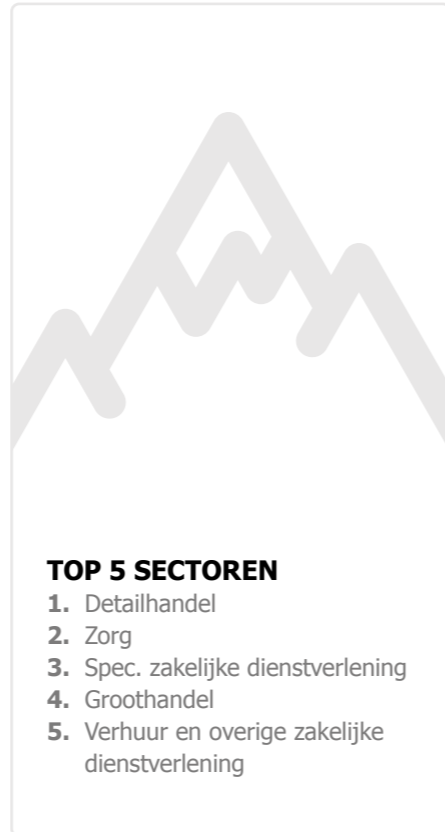 TOP 5 SECTOREN
1. Detailhandel
2. Zorg
3. Spec. zakelijke dienstverlening
4. Groothandel
5. Verhuur en overige zakelijke
dienstverlening